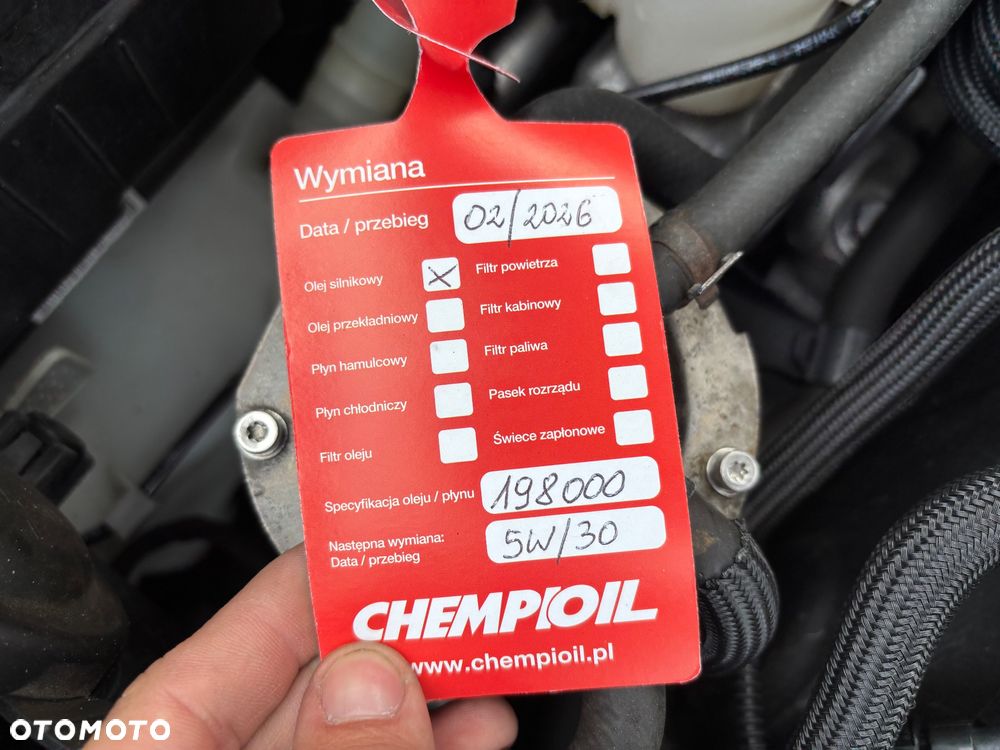 Wymiana
Data / przebieg 02/2026
Olej silnikowy X Filtr powietrza
Olej przekładniowy Filtr kabinowy
Płyn hamulcowy Filtr paliwa
Płyn chłodniczy Pasek rozrządu
Filtr oleju Świece zapłonowe
Specyfikacja oleju / płynu 198000
Następna wymiana:
Data / przebieg 5W/30
CHEMPIOIL
www.chempioil.pl
OTOMOTO